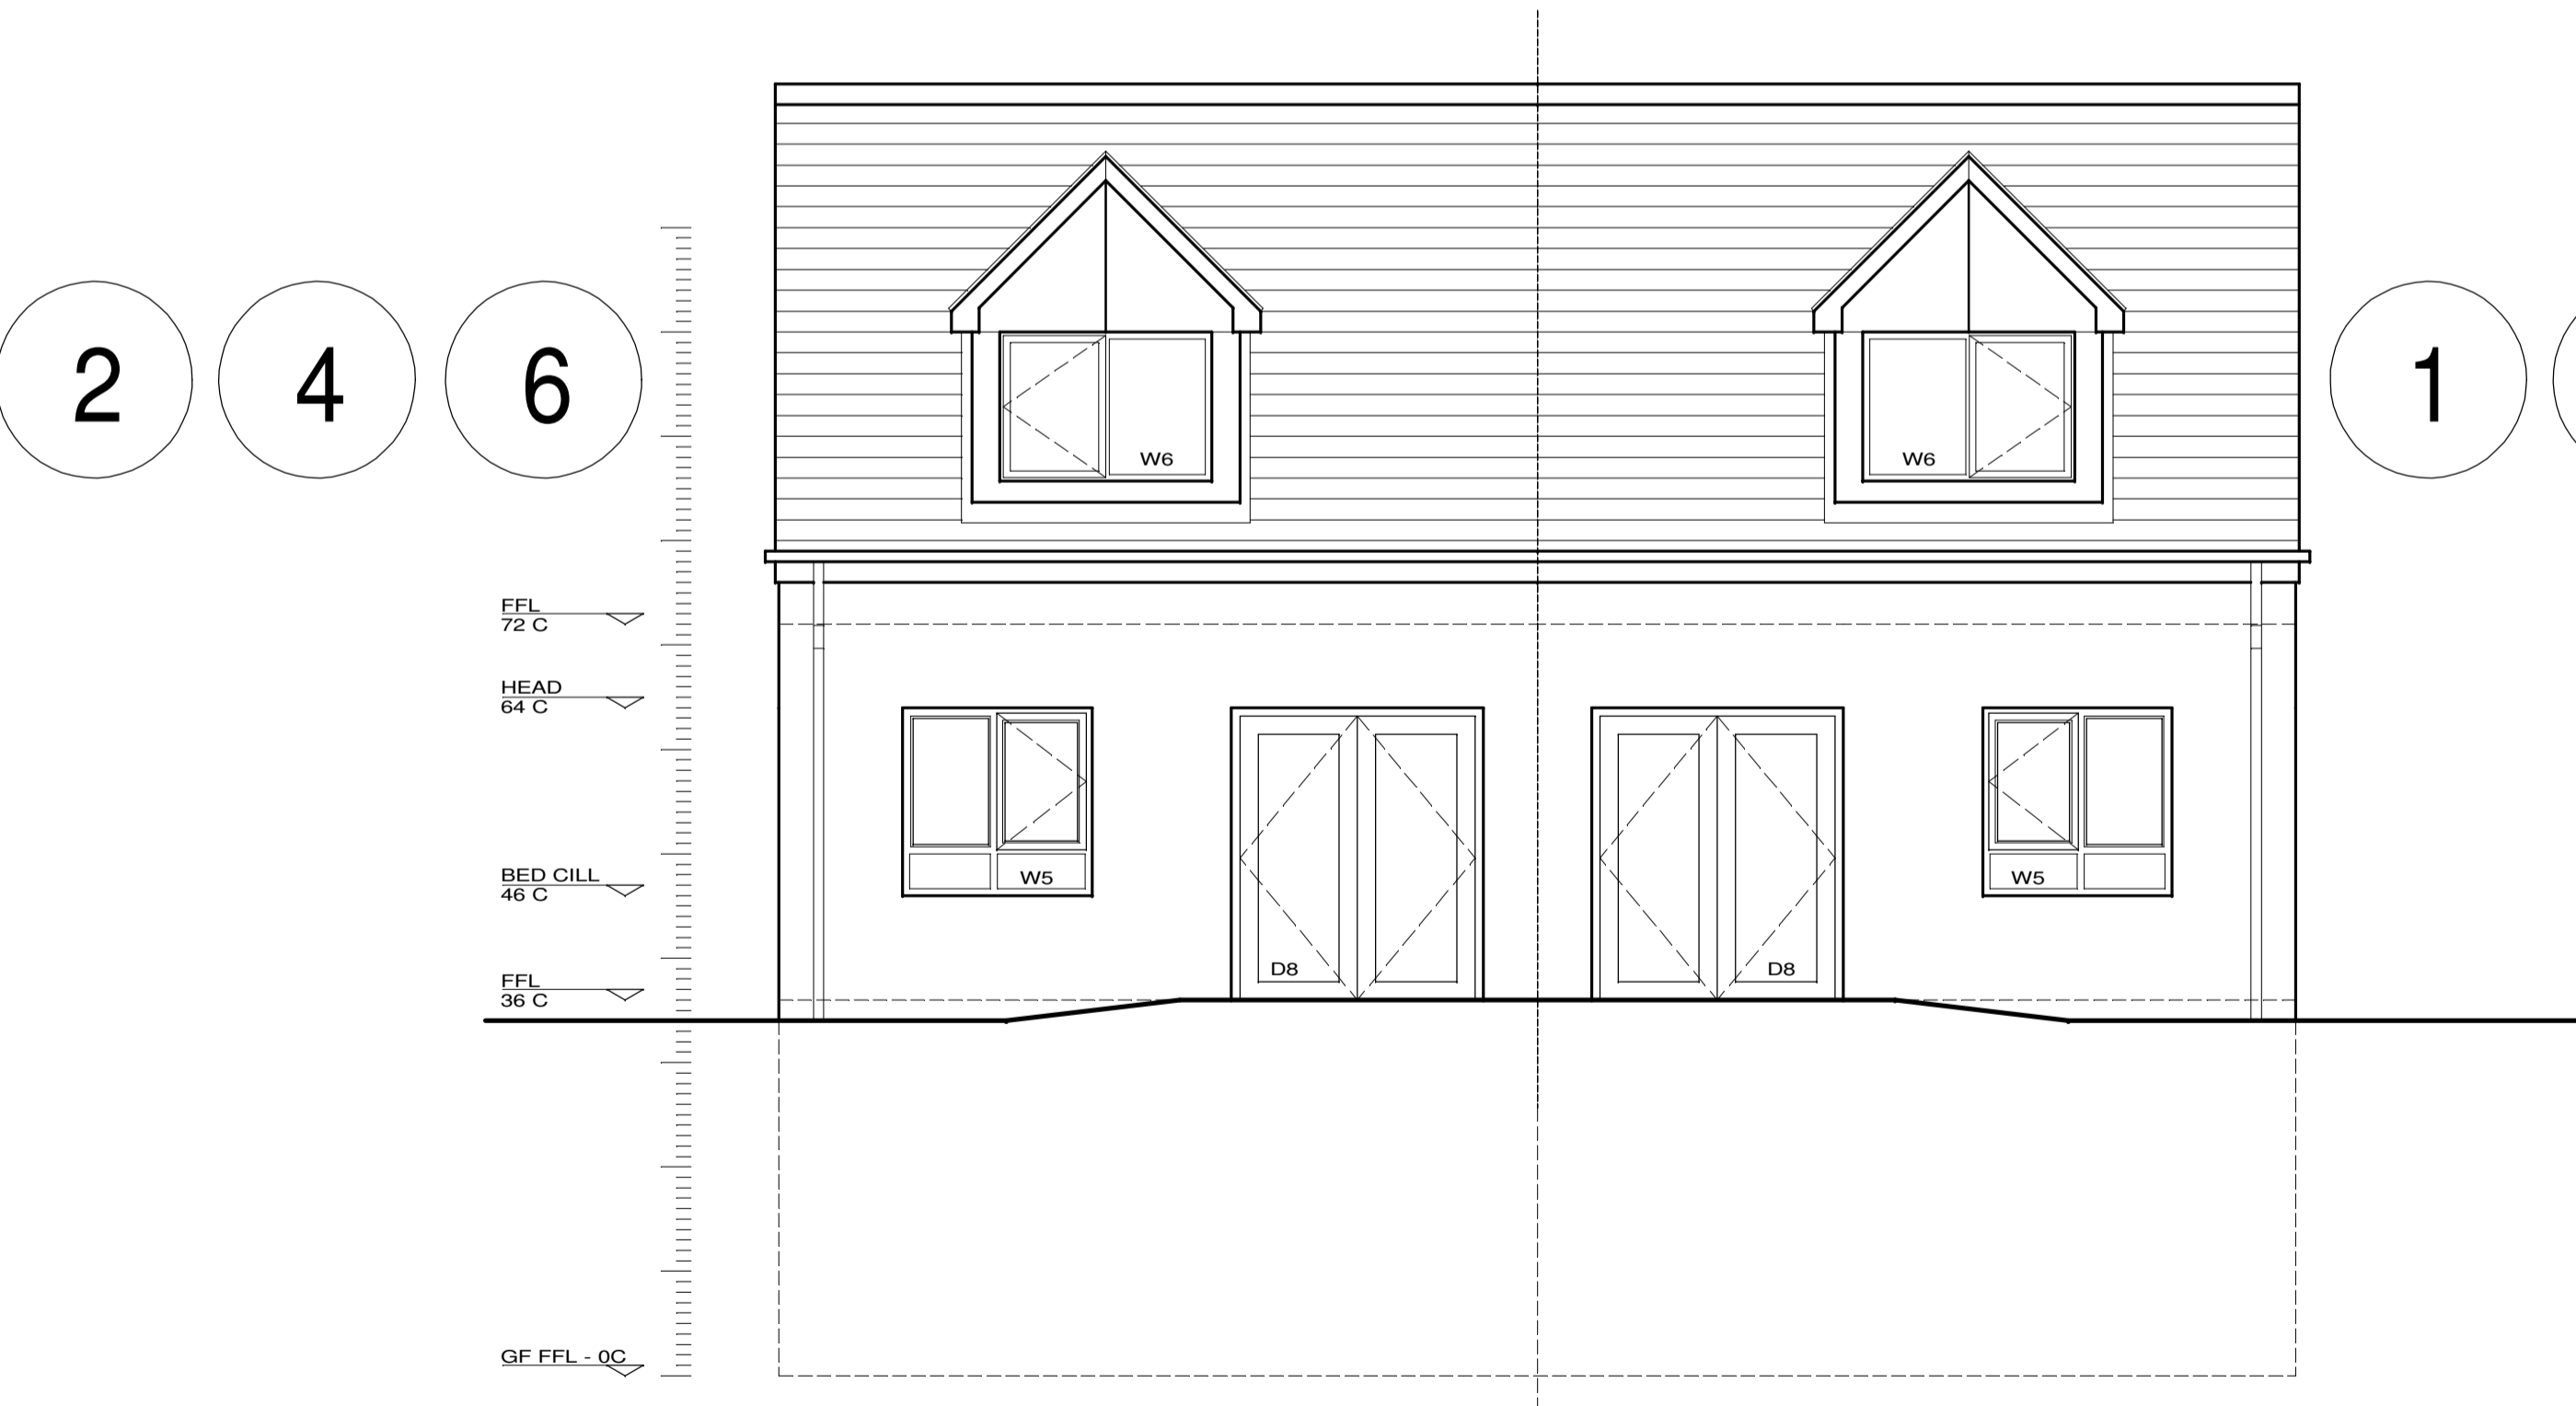 2 4 6 1
W6 W6
FFL
72 C
HEAD
64 C
BED CILL
46 C
W5 W5
FFL
36 C
D8 D8
GF FFL - 0C